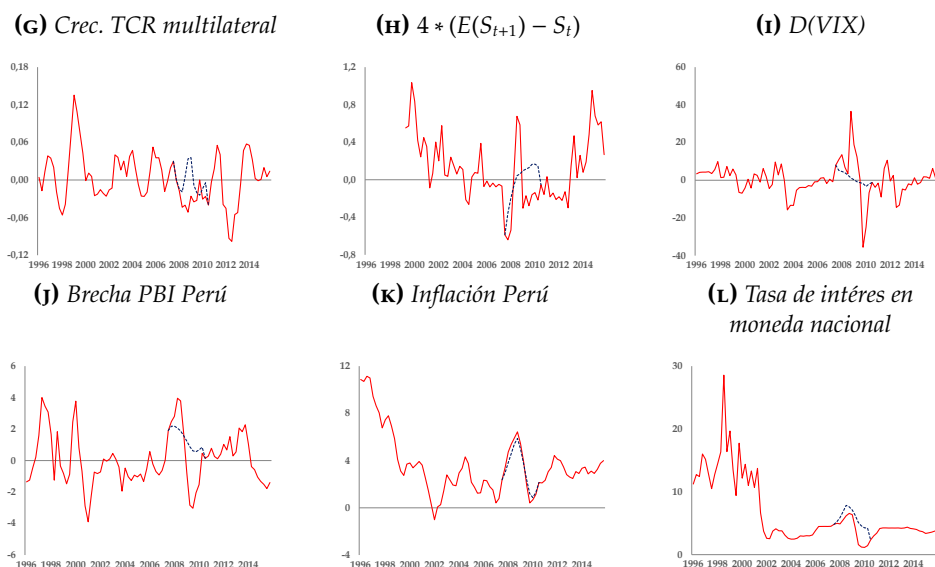 (G) Crec. TCR multilateral
(H) 4 ∗ (E(S_{t+1}) − S_t)
(I) D(VIX)
0,18
0,12
0,06
0,00
-0,06
-0,12
1996 1998 2000 2002 2004 2006 2008 2010 2012 2014
1,2
0,8
0,4
0,0
-0,4
-0,8
1996 1998 2000 2002 2004 2006 2008 2010 2012 2014
60
40
20
0
-20
-40
1996 1998 2000 2002 2004 2006 2008 2010 2012 2014
(J) Brecha PBI Perú
(K) Inflación Perú
(L) Tasa de intéres en
moneda nacional
6
4
2
0
-2
-4
-6
1996 1998 2000 2002 2004 2006 2008 2010 2012 2014
12
8
4
0
-4
1996 1998 2000 2002 2004 2006 2008 2010 2012 2014
30
20
10
0
1996 1998 2000 2002 2004 2006 2008 2010 2012 2014